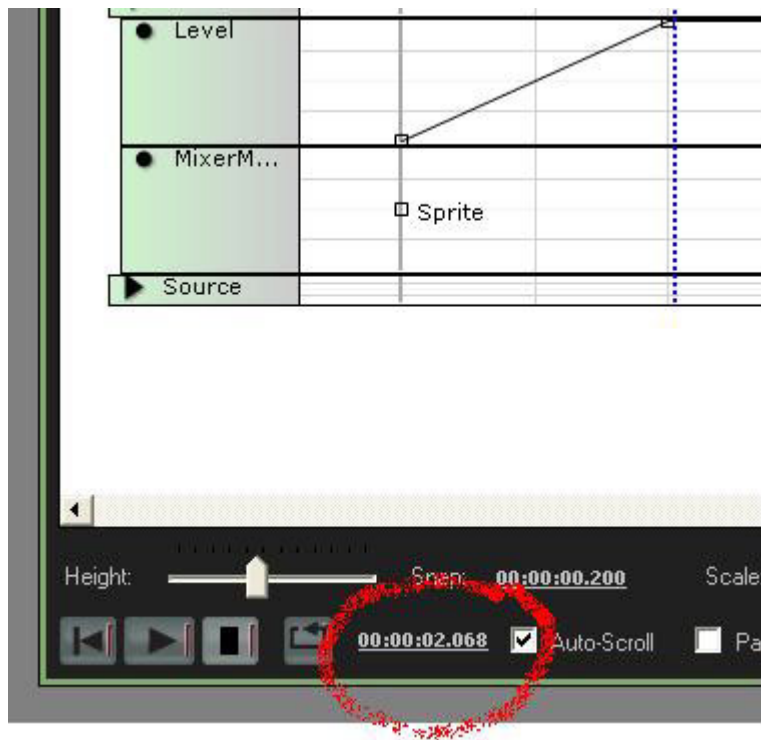 Level
MixerM...
Sprite
Source
Height: Snap: 00:00:00.200 Scale
00:00:02.068 Auto-Scroll Pa